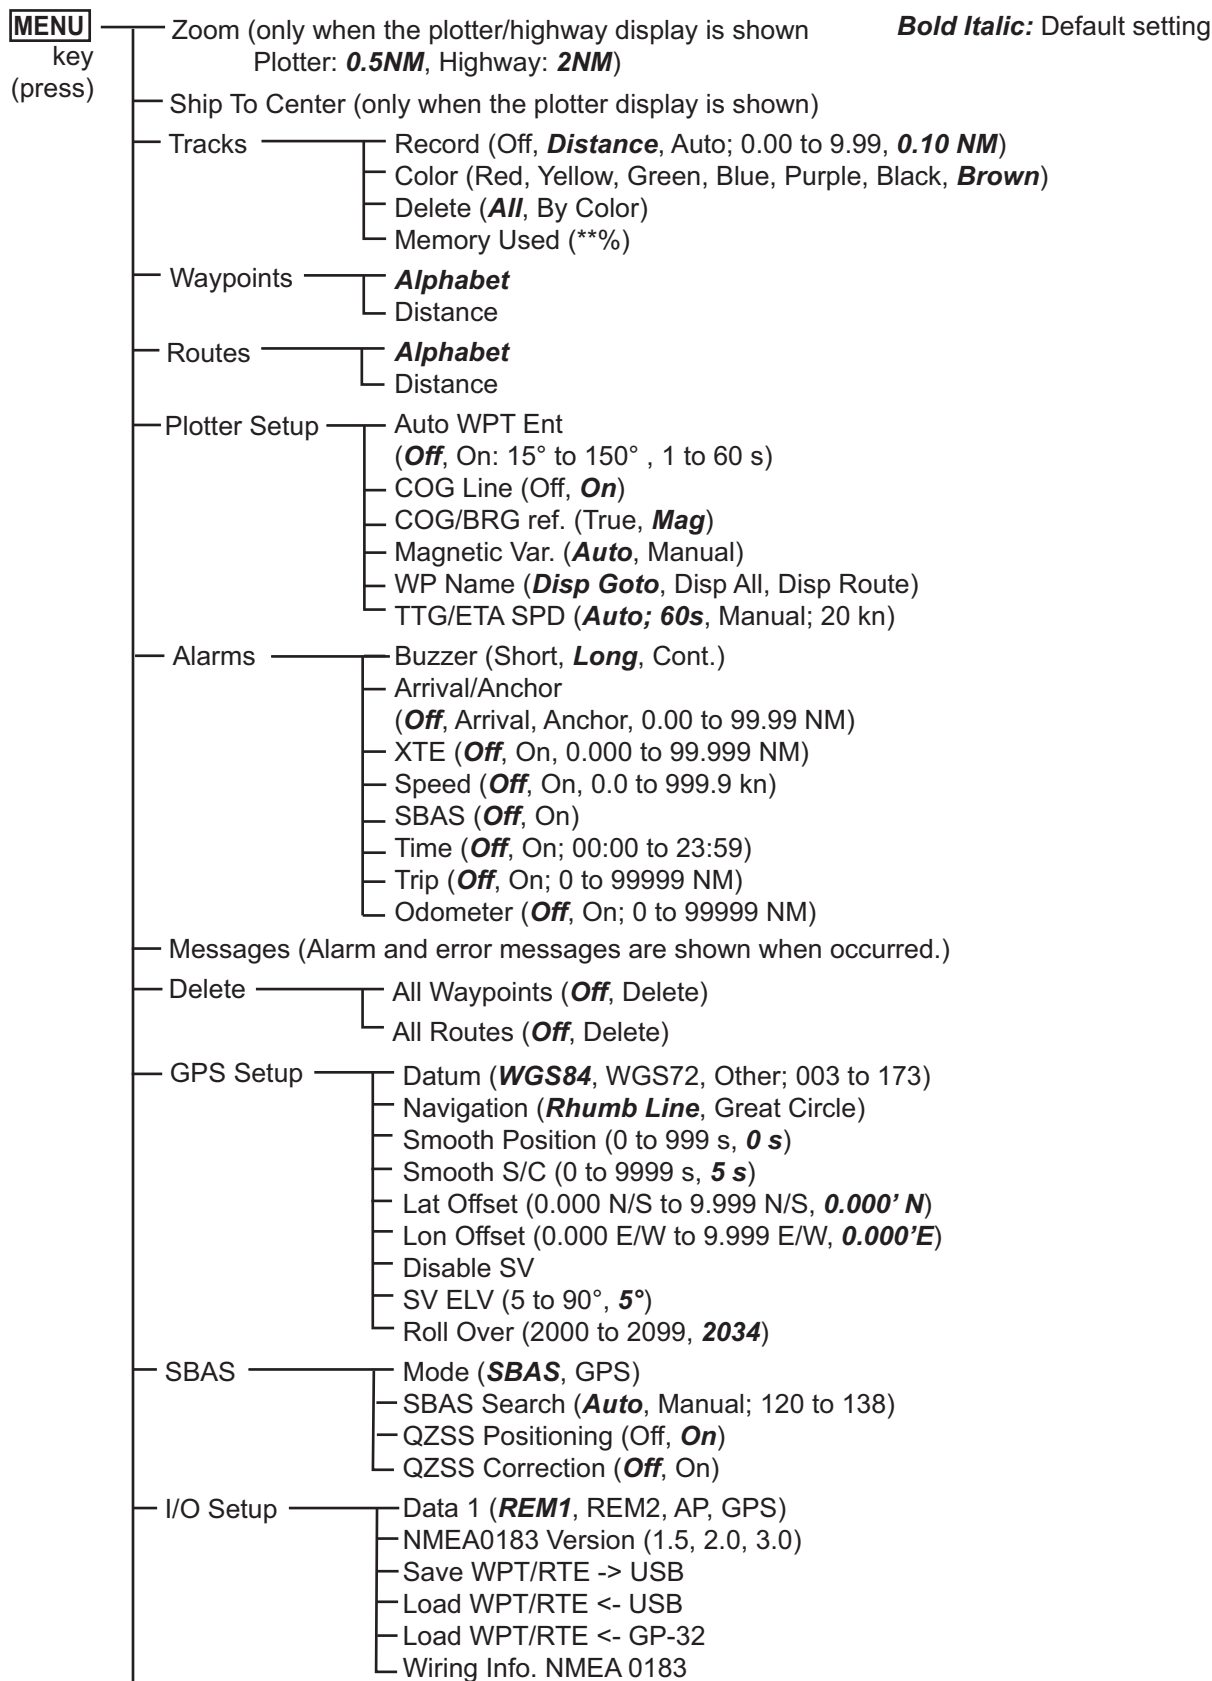 MENU
key
(press)
Zoom (only when the plotter/highway display is shown
Plotter: 0.5NM, Highway: 2NM)
Bold Italic: Default setting
Ship To Center (only when the plotter display is shown)
Tracks
Record (Off, Distance, Auto; 0.00 to 9.99, 0.10 NM)
Color (Red, Yellow, Green, Blue, Purple, Black, Brown)
Delete (All, By Color)
Memory Used (**%)
Waypoints
Alphabet
Distance
Routes
Alphabet
Distance
Plotter Setup
Auto WPT Ent
(Off, On: 15° to 150° , 1 to 60 s)
COG Line (Off, On)
COG/BRG ref. (True, Mag)
Magnetic Var. (Auto, Manual)
WP Name (Disp Goto, Disp All, Disp Route)
TTG/ETA SPD (Auto; 60s, Manual; 20 kn)
Alarms
Buzzer (Short, Long, Cont.)
Arrival/Anchor
(Off, Arrival, Anchor, 0.00 to 99.99 NM)
XTE (Off, On, 0.000 to 99.999 NM)
Speed (Off, On, 0.0 to 999.9 kn)
SBAS (Off, On)
Time (Off, On; 00:00 to 23:59)
Trip (Off, On; 0 to 99999 NM)
Odometer (Off, On; 0 to 99999 NM)
Messages (Alarm and error messages are shown when occurred.)
Delete
All Waypoints (Off, Delete)
All Routes (Off, Delete)
GPS Setup
Datum (WGS84, WGS72, Other; 003 to 173)
Navigation (Rhumb Line, Great Circle)
Smooth Position (0 to 999 s, 0 s)
Smooth S/C (0 to 9999 s, 5 s)
Lat Offset (0.000 N/S to 9.999 N/S, 0.000’ N)
Lon Offset (0.000 E/W to 9.999 E/W, 0.000’E)
Disable SV
SV ELV (5 to 90°, 5°)
Roll Over (2000 to 2099, 2034)
SBAS
Mode (SBAS, GPS)
SBAS Search (Auto, Manual; 120 to 138)
QZSS Positioning (Off, On)
QZSS Correction (Off, On)
I/O Setup
Data 1 (REM1, REM2, AP, GPS)
NMEA0183 Version (1.5, 2.0, 3.0)
Save WPT/RTE -> USB
Load WPT/RTE <- USB
Load WPT/RTE <- GP-32
Wiring Info. NMEA 0183